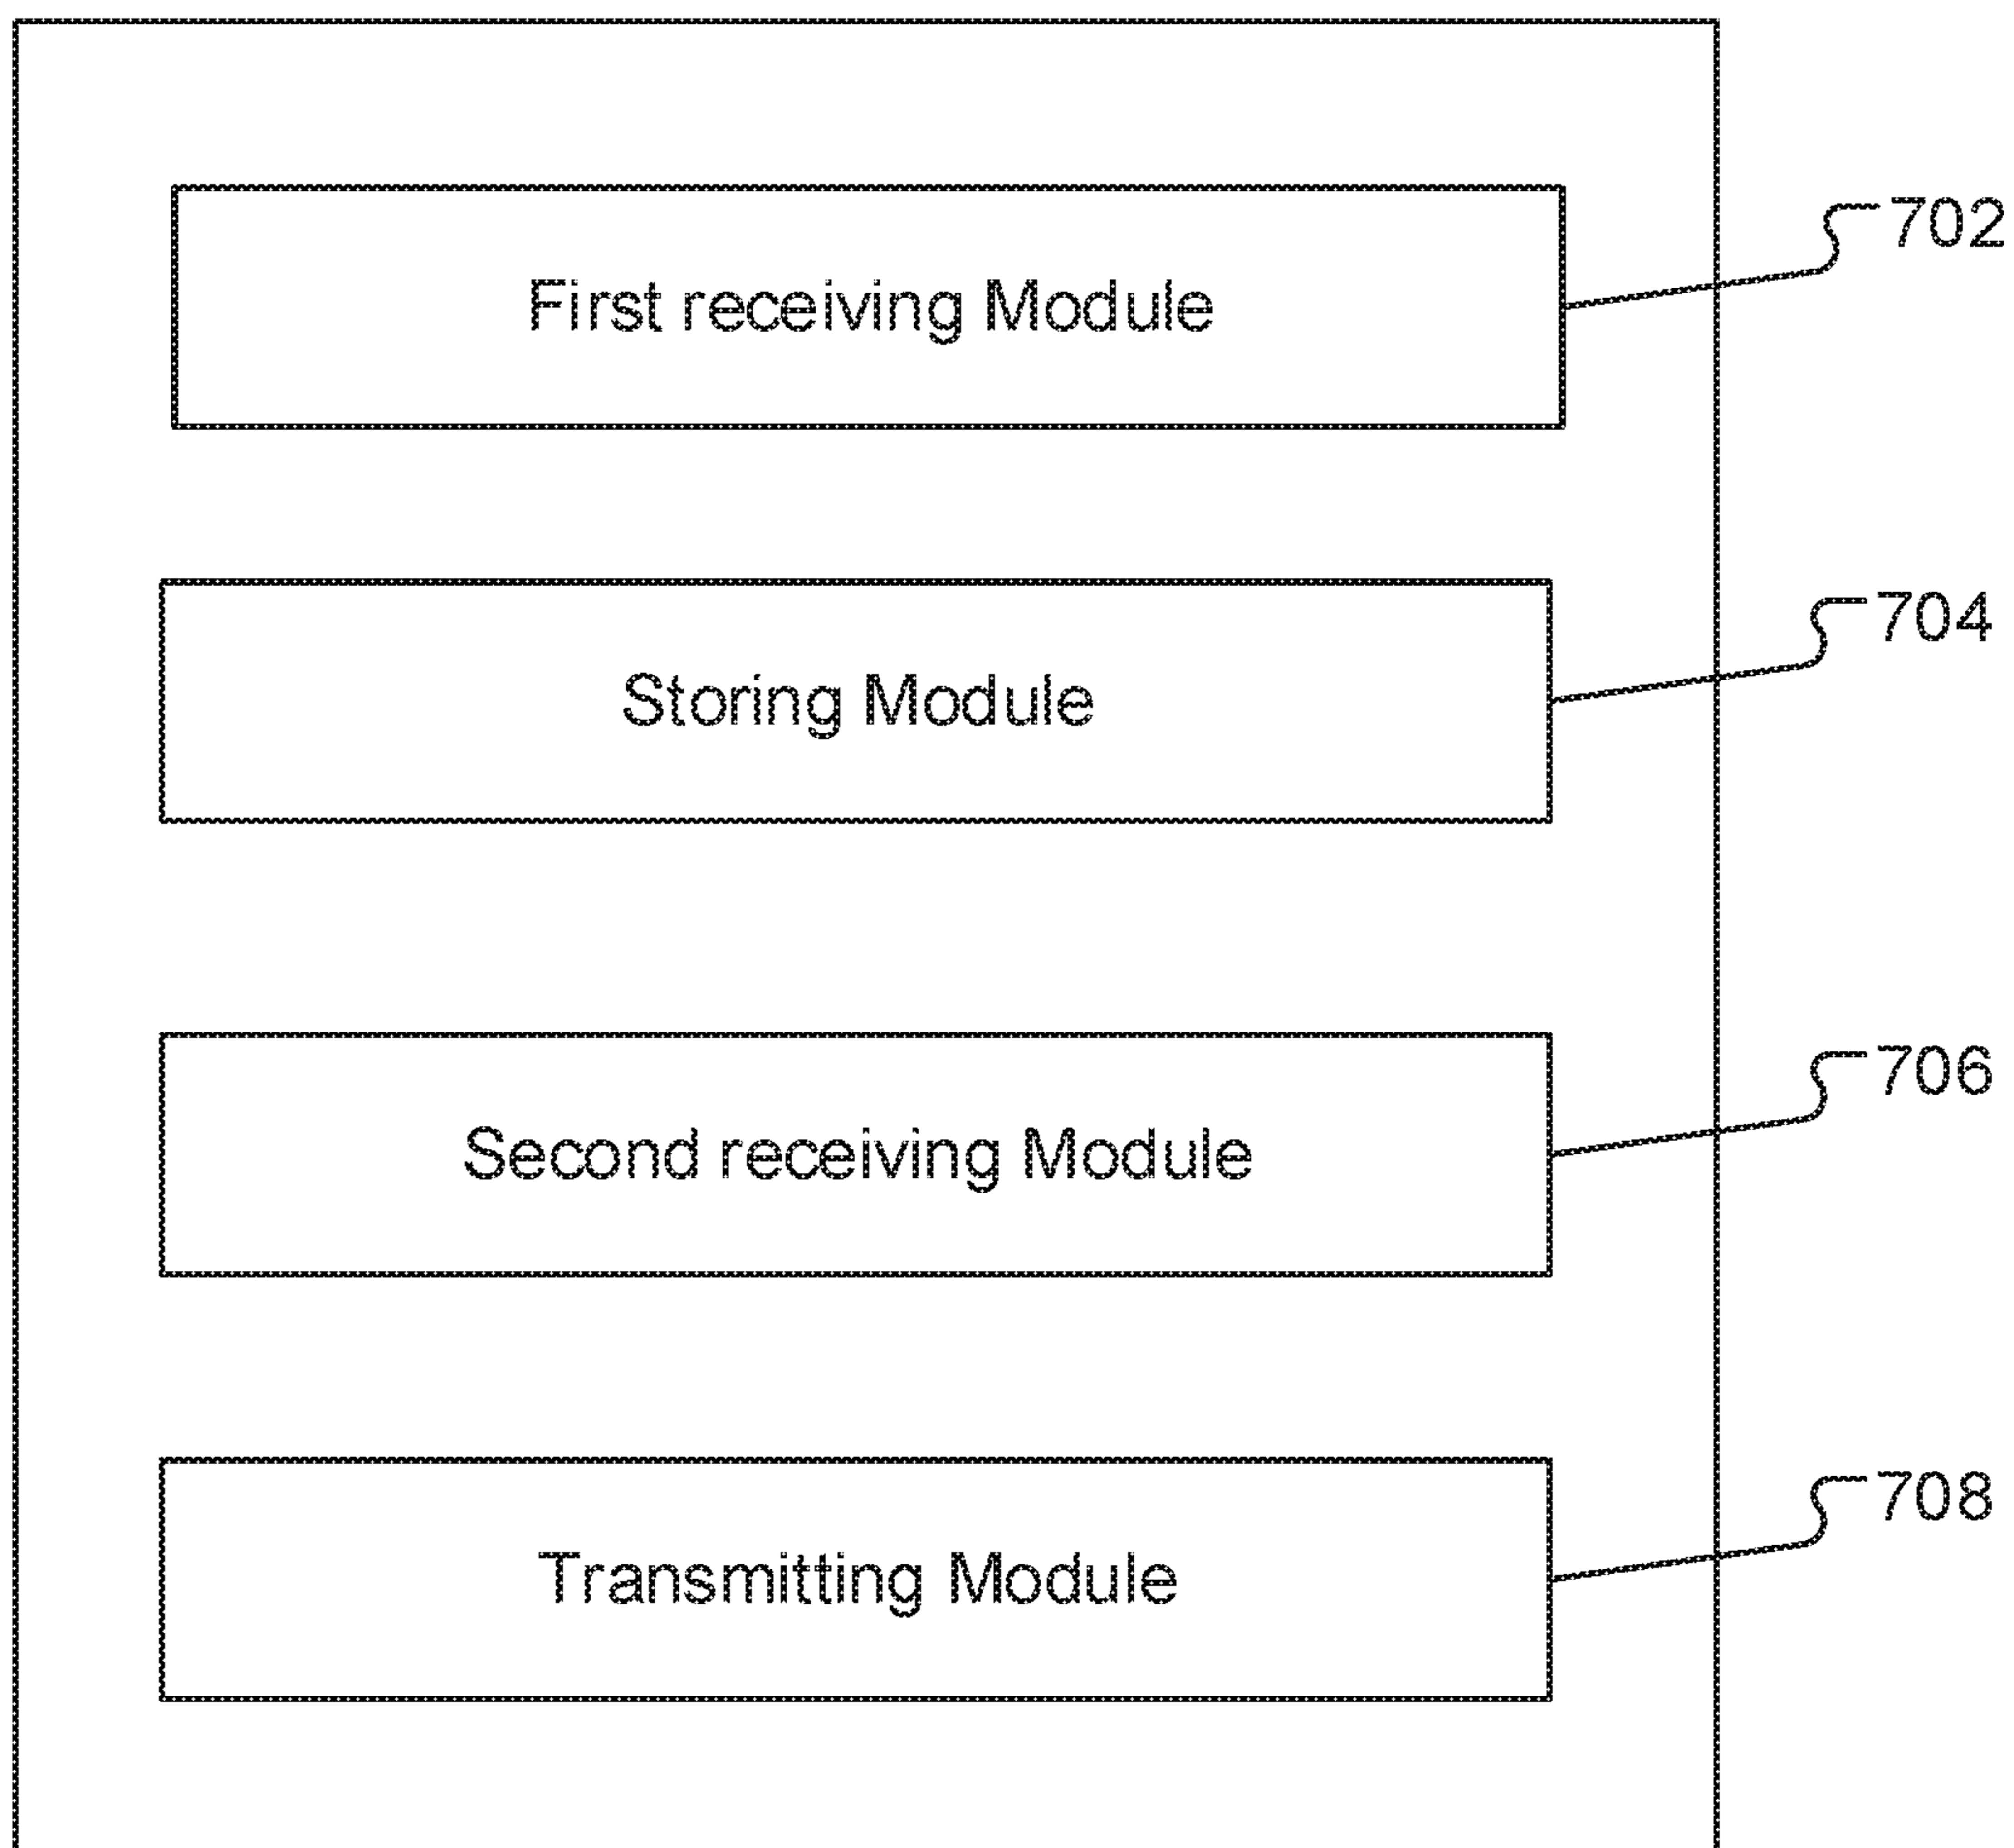 First receiving Module
702
Storing Module
704
Second receiving Module
706
Transmitting Module
708